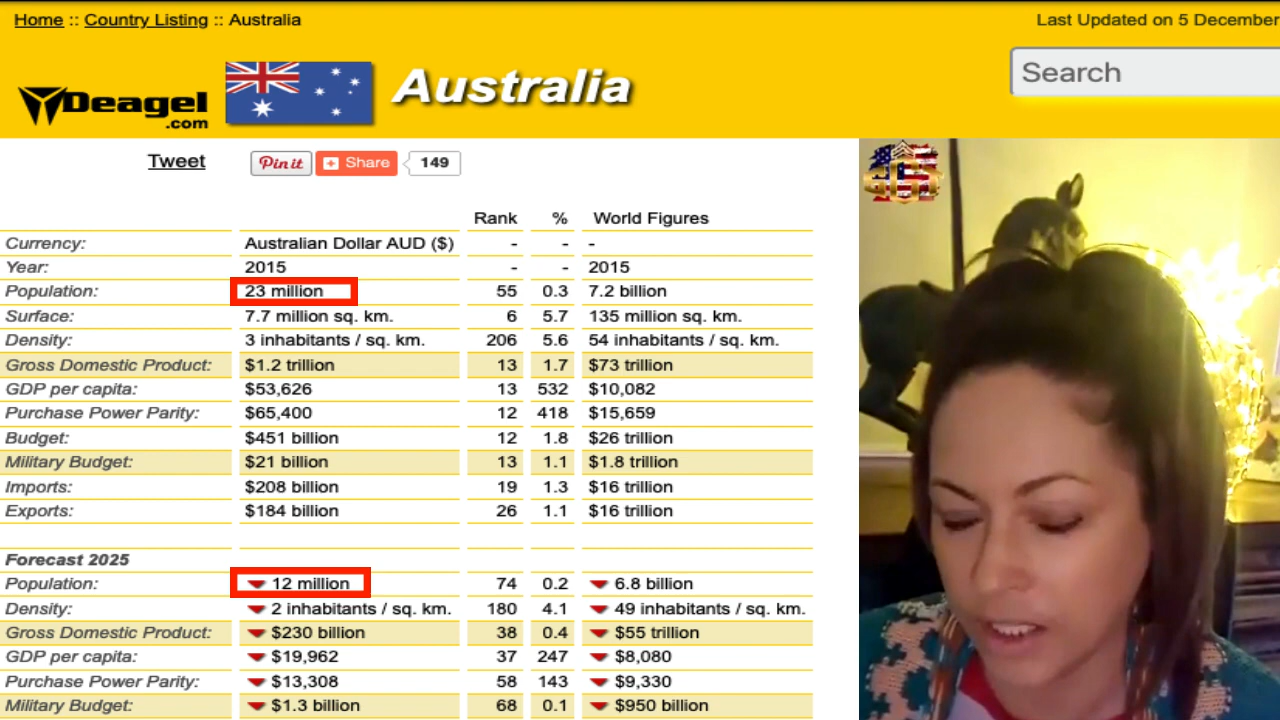 Home :: Country Listing :: Australia
Last Updated on 5 December
Deagel
.com
Australia
Search
Tweet
Pin it
Share
149
Rank % World Figures
Currency: Australian Dollar AUD ($) - - -
Year: 2015 - - 2015
Population: 23 million 55 0.3 7.2 billion
Surface: 7.7 million sq. km. 6 5.7 135 million sq. km.
Density: 3 inhabitants / sq. km. 206 5.6 54 inhabitants / sq. km.
Gross Domestic Product: $1.2 trillion 13 1.7 $73 trillion
GDP per capita: $53,626 13 532 $10,082
Purchase Power Parity: $65,400 12 418 $15,659
Budget: $451 billion 12 1.8 $26 trillion
Military Budget: $21 billion 13 1.1 $1.8 trillion
Imports: $208 billion 19 1.3 $16 trillion
Exports: $184 billion 26 1.1 $16 trillion
Forecast 2025
Population: 12 million 74 0.2 6.8 billion
Density: 2 inhabitants / sq. km. 180 4.1 49 inhabitants / sq. km.
Gross Domestic Product: $230 billion 38 0.4 $55 trillion
GDP per capita: $19,962 37 247 $8,080
Purchase Power Parity: $13,308 58 143 $9,330
Military Budget: $1.3 billion 68 0.1 $950 billion